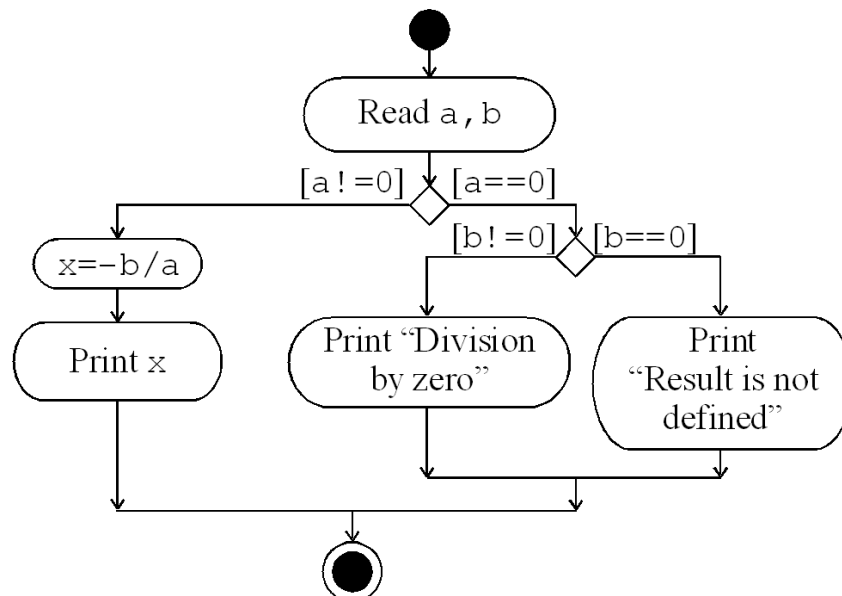 Read a,b
[a!=0] [a==0]
[b!=0] [b==0]
x=-b/a
Print x
Print “Division
by zero”
Print
“Result is not
defined”